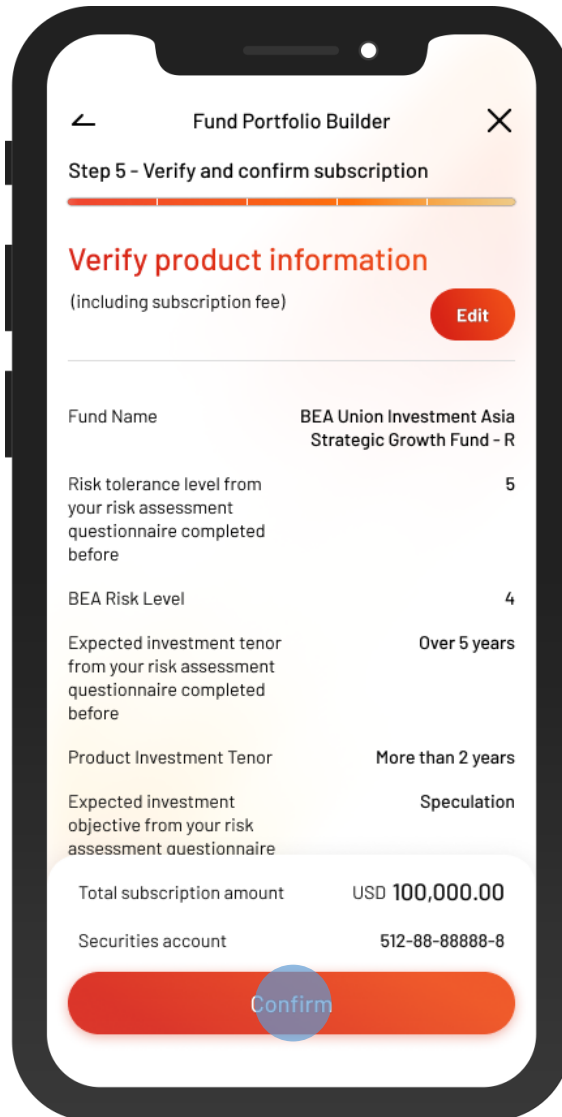 Fund Portfolio Builder
Step 5 - Verify and confirm subscription
Verify product information
(including subscription fee)
Edit
Fund Name
BEA Union Investment Asia
Strategic Growth Fund - R
Risk tolerance level from
your risk assessment
questionnaire completed
before
5
BEA Risk Level
4
Expected investment tenor
from your risk assessment
questionnaire completed
before
Over 5 years
Product Investment Tenor
More than 2 years
Expected investment
objective from your risk
assessment questionnaire
Speculation
Total subscription amount
USD 100,000.00
Securities account
512-88-88888-8
Confirm